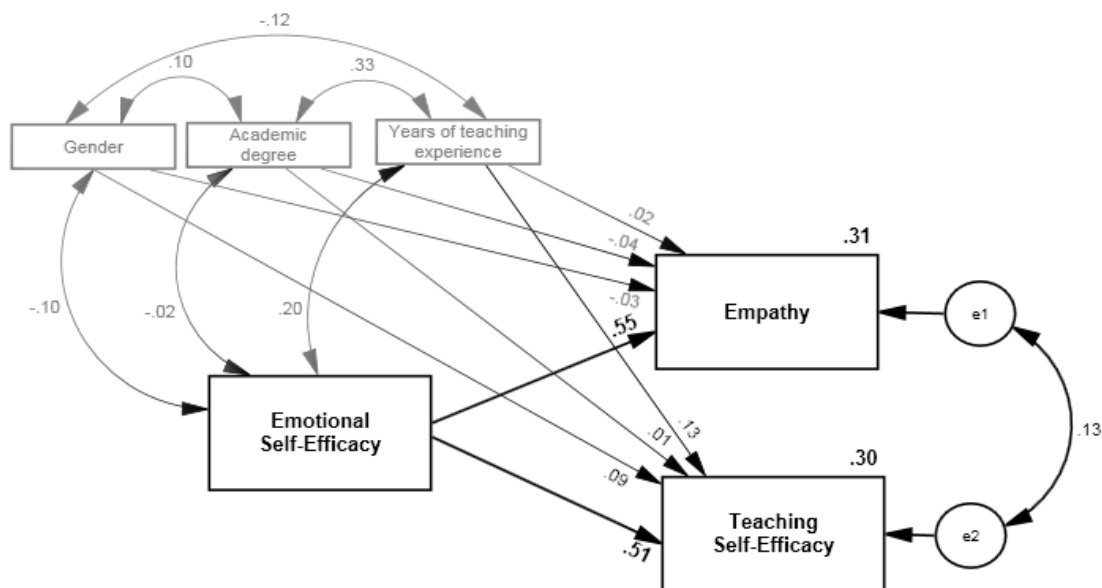 -.12
.10
.33
Gender
Academic
degree
Years of teaching
experience
.02
-.04
-.03
.31
Empathy
e1
-.10
-.02
.20
.55
Emotional
Self-Efficacy
.13
.01
.09
.51
.30
Teaching
Self-Efficacy
e2
.13